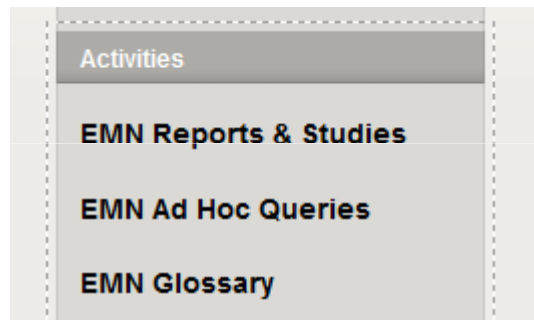 Activities
EMN Reports & Studies
EMN Ad Hoc Queries
EMN Glossary